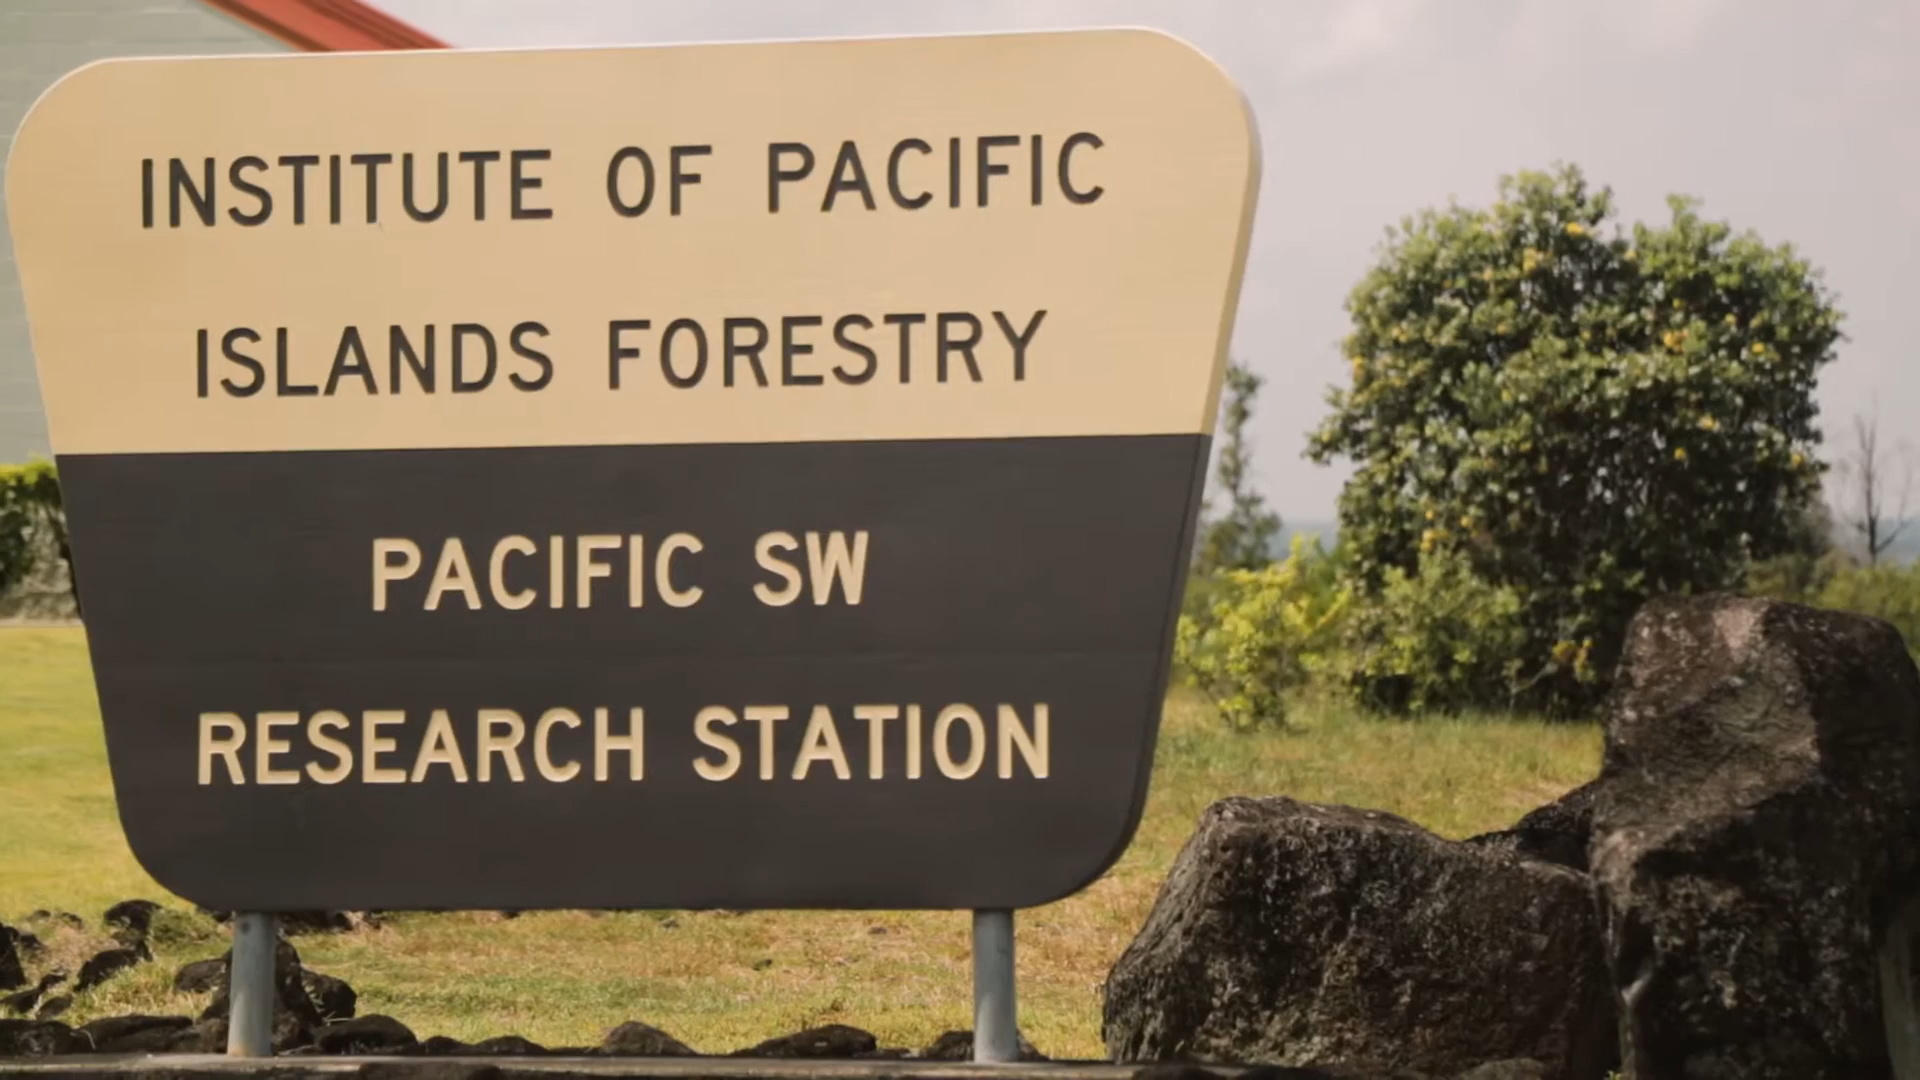 INSTITUTE OF PACIFIC
ISLANDS FORESTRY
PACIFIC SW
RESEARCH STATION